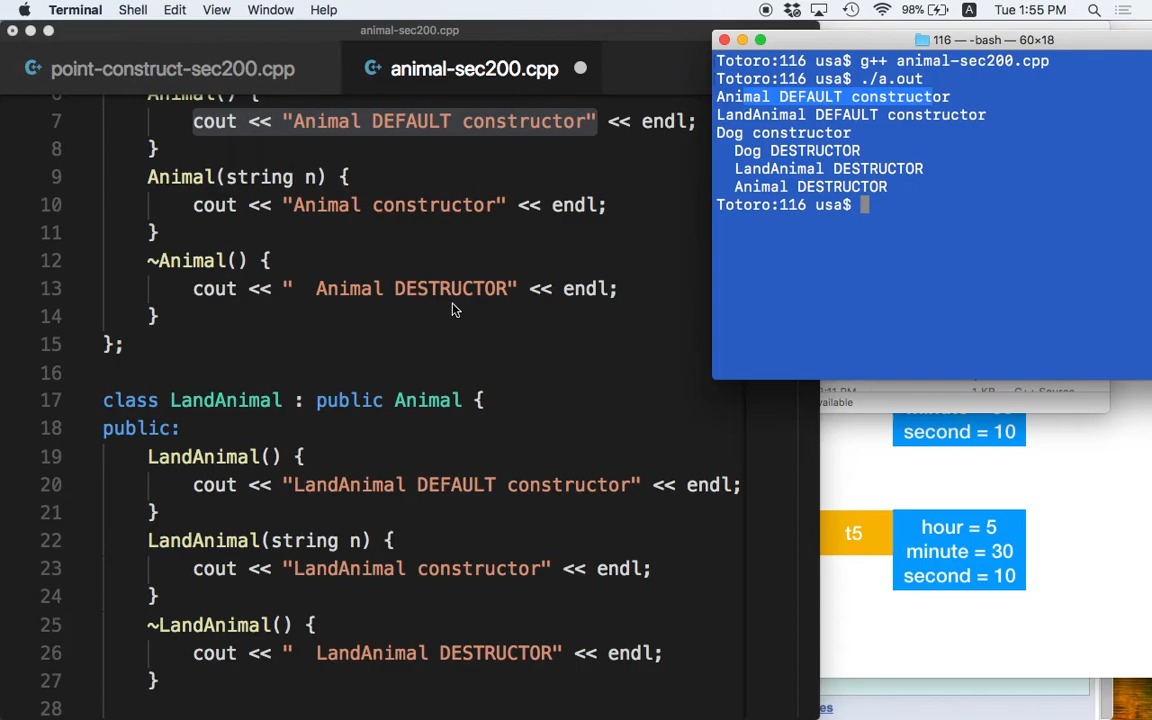 Terminal Shell Edit View Window Help
98% A Tue 1:55 PM
animal-sec200.cpp
point-construct-sec200.cpp
animal-sec200.cpp
6 Animal() {
7 cout << "Animal DEFAULT constructor" << endl;
8 }
9 Animal(string n) {
10 cout << "Animal constructor" << endl;
11 }
12 ~Animal() {
13 cout << "  Animal DESTRUCTOR" << endl;
14 }
15 };
16
17 class LandAnimal : public Animal {
18 public:
19 LandAnimal() {
20 cout << "LandAnimal DEFAULT constructor" << endl;
21 }
22 LandAnimal(string n) {
23 cout << "LandAnimal constructor" << endl;
24 }
25 ~LandAnimal() {
26 cout << "  LandAnimal DESTRUCTOR" << endl;
27 }
28
116 — -bash — 60×18
Totoro:116 usa$ g++ animal-sec200.cpp
Totoro:116 usa$ ./a.out
Animal DEFAULT constructor
LandAnimal DEFAULT constructor
Dog constructor
Dog DESTRUCTOR
LandAnimal DESTRUCTOR
Animal DESTRUCTOR
Totoro:116 usa$
second = 10
t5
hour = 5
minute = 30
second = 10